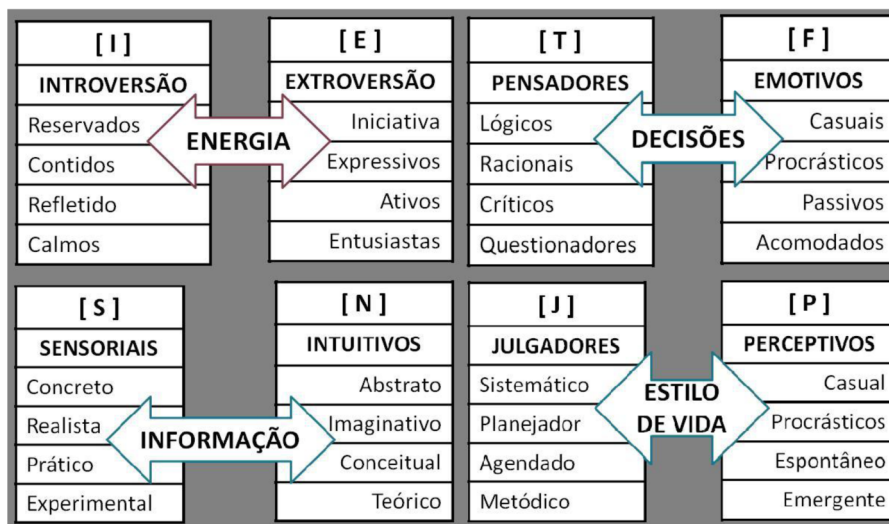 [ I ]
INTROVERSÃO
Reservados
Contidos
Refletido
Calmos
ENERGIA
[ E ]
EXTROVERSÃO
Iniciativa
Expressivos
Ativos
Entusiastas
[ T ]
PENSADORES
Lógicos
Racionais
Críticos
Questionadores
DECISÕES
[ F ]
EMOTIVOS
Casuais
Procrásticos
Passivos
Acomodados
[ S ]
SENSORIAIS
Concreto
Realista
Prático
Experimental
INFORMAÇÃO
[ N ]
INTUITIVOS
Abstrato
Imaginativo
Conceitual
Teórico
[ J ]
JULGADORES
Sistemático
Planejador
Agendado
Metódico
ESTILO
DE VIDA
[ P ]
PERCEPTIVOS
Casual
Procrásticos
Espontâneo
Emergente